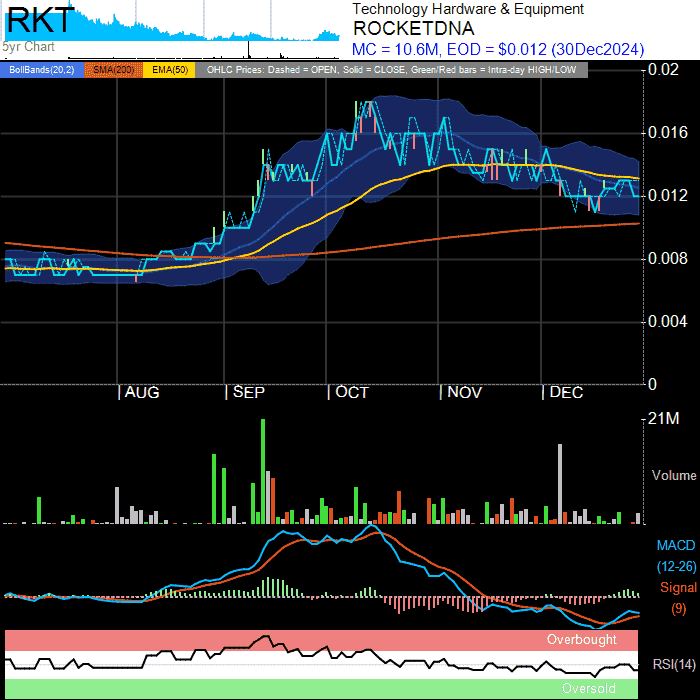 RKT
5yr Chart
Technology Hardware & Equipment
ROCKETDNA
MC = 10.6M, EOD = $0.012 (30Dec2024)
BollBands(20,2) SMA(200) EMA(50) OHLC Prices: Dashed = OPEN, Solid = CLOSE, Green/Red bars = Intra-day HIGH/LOW
0.02
0.016
0.012
0.008
0.004
0
AUG SEP OCT NOV DEC
21M
Volume
MACD
(12-26)
Signal
(9)
Overbought
RSI(14)
Oversold